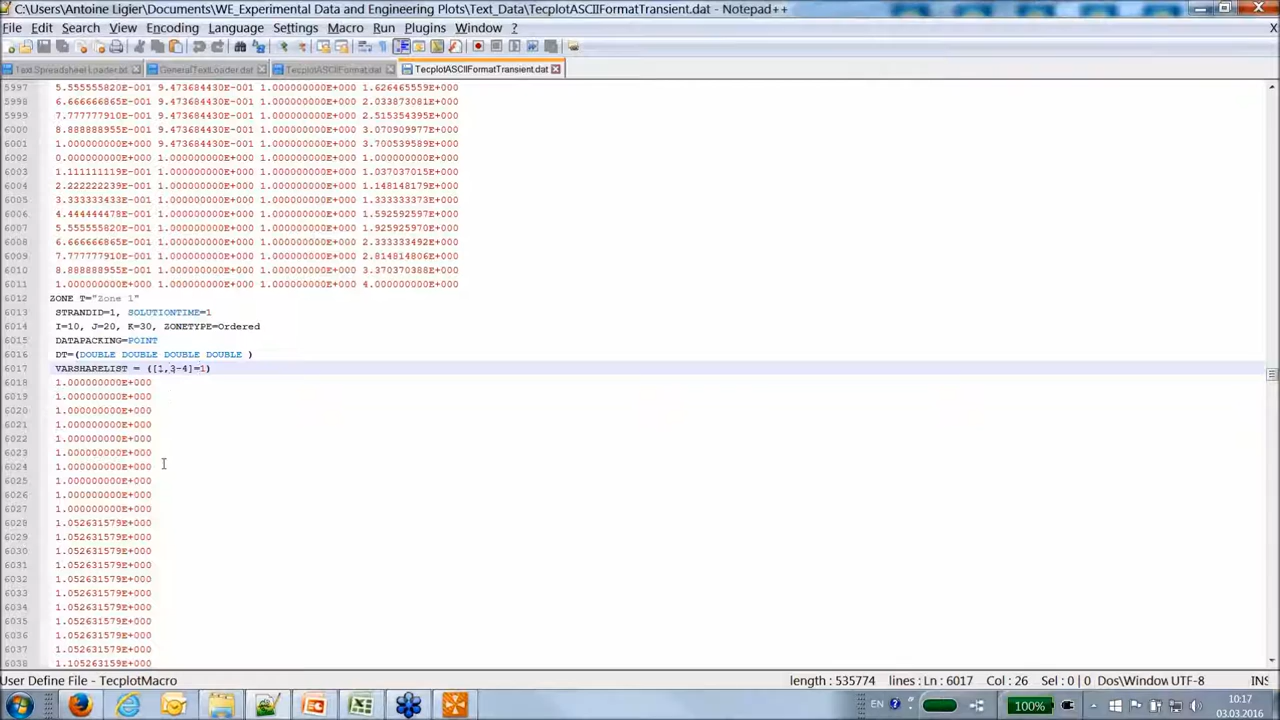 C:\Users\Antoine Ligier\Documents\WE_Experimental Data and Engineering Plots\Text_Data\TecplotASCIIFormatTransient.dat - Notepad++
File Edit Search View Encoding Language Settings Macro Run Plugins Window ? X
Text Spreadsheet Loader.txt GeneralTextLoader.dat TecplotASCIIFormat.dat TecplotASCIIFormatTransient.dat
5997 5.555555820E-001 9.473684430E-001 1.000000000E+000 1.626465559E+000
5998 6.666666865E-001 9.473684430E-001 1.000000000E+000 2.033873081E+000
5999 7.777777910E-001 9.473684430E-001 1.000000000E+000 2.515354395E+000
6000 8.888888955E-001 9.473684430E-001 1.000000000E+000 3.070909977E+000
6001 1.000000000E+000 9.473684430E-001 1.000000000E+000 3.700539589E+000
6002 0.000000000E+000 1.000000000E+000 1.000000000E+000 1.000000000E+000
6003 1.111111119E-001 1.000000000E+000 1.000000000E+000 1.037037015E+000
6004 2.222222239E-001 1.000000000E+000 1.000000000E+000 1.148148179E+000
6005 3.333333433E-001 1.000000000E+000 1.000000000E+000 1.333333373E+000
6006 4.444444478E-001 1.000000000E+000 1.000000000E+000 1.592592597E+000
6007 5.555555820E-001 1.000000000E+000 1.000000000E+000 1.925925970E+000
6008 6.666666865E-001 1.000000000E+000 1.000000000E+000 2.333333492E+000
6009 7.777777910E-001 1.000000000E+000 1.000000000E+000 2.814814806E+000
6010 8.888888955E-001 1.000000000E+000 1.000000000E+000 3.370370388E+000
6011 1.000000000E+000 1.000000000E+000 1.000000000E+000 4.000000000E+000
6012 ZONE T="Zone 1"
6013 STRANDID=1, SOLUTIONTIME=1
6014 I=10, J=20, K=30, ZONETYPE=Ordered
6015 DATAPACKING=POINT
6016 DT=(DOUBLE DOUBLE DOUBLE DOUBLE )
6017 VARSHARELIST = ([1,3-4]=1)
6018 1.000000000E+000
6019 1.000000000E+000
6020 1.000000000E+000
6021 1.000000000E+000
6022 1.000000000E+000
6023 1.000000000E+000
6024 1.000000000E+000
6025 1.000000000E+000
6026 1.000000000E+000
6027 1.000000000E+000
6028 1.052631579E+000
6029 1.052631579E+000
6030 1.052631579E+000
6031 1.052631579E+000
6032 1.052631579E+000
6033 1.052631579E+000
6034 1.052631579E+000
6035 1.052631579E+000
6036 1.052631579E+000
6037 1.052631579E+000
6038 1.105263159E+000
User Define File - TecplotMacro length : 535774 lines : Ln : 6017 Col : 26 Sel : 0 | 0 Dos\Window UTF-8 INS
EN 100% 10:17
03.03.2016